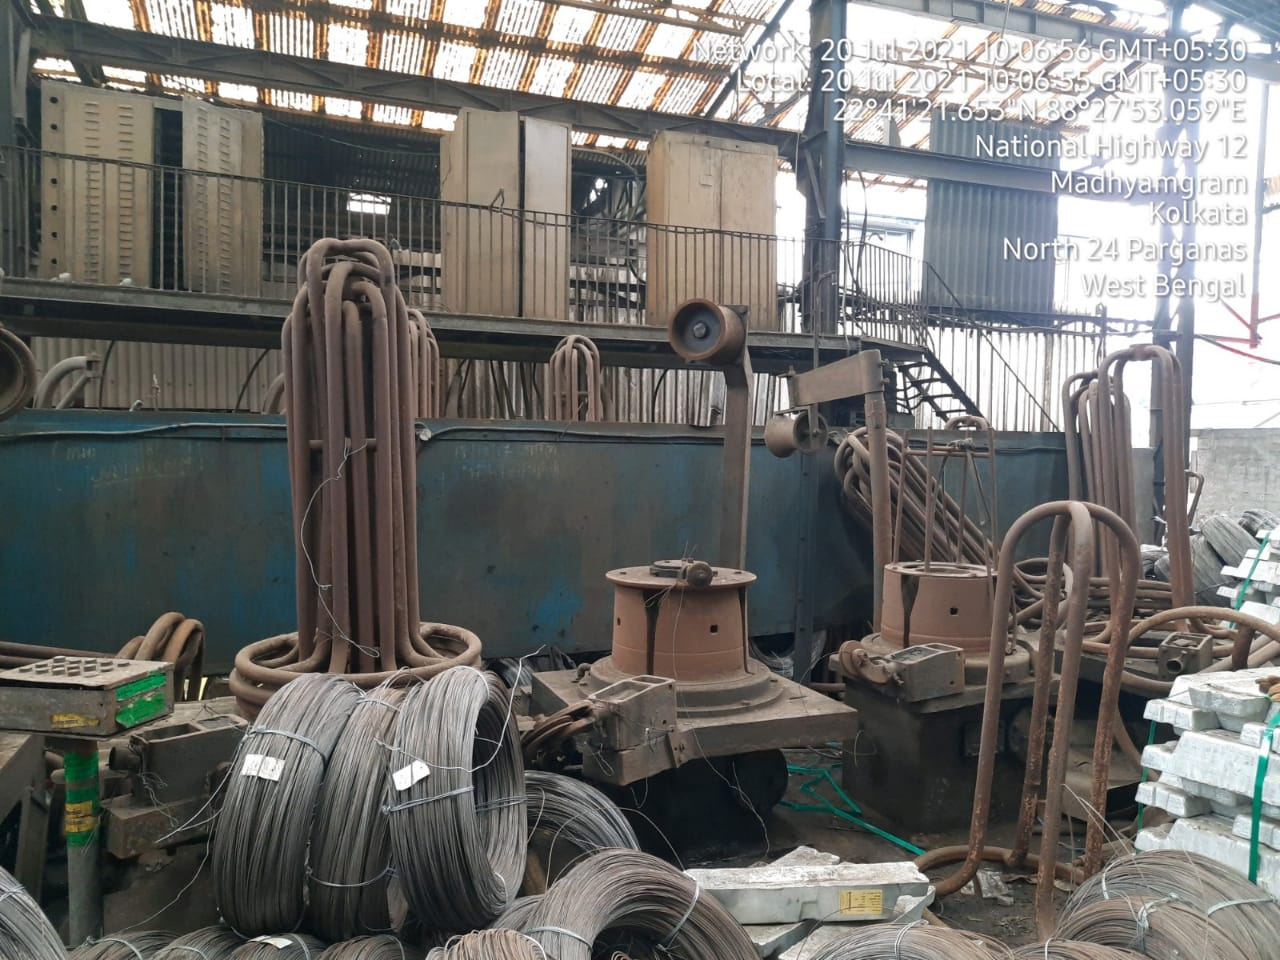 Network: 20 Jul 2021 10:06:56 GMT+05:30
Local: 20 Jul 2021 10:06:55 GMT+05:30
22°41'21.653"N 88°27'53.059"E
National Highway 12
Madhyamgram
Kolkata
North 24 Parganas
West Bengal